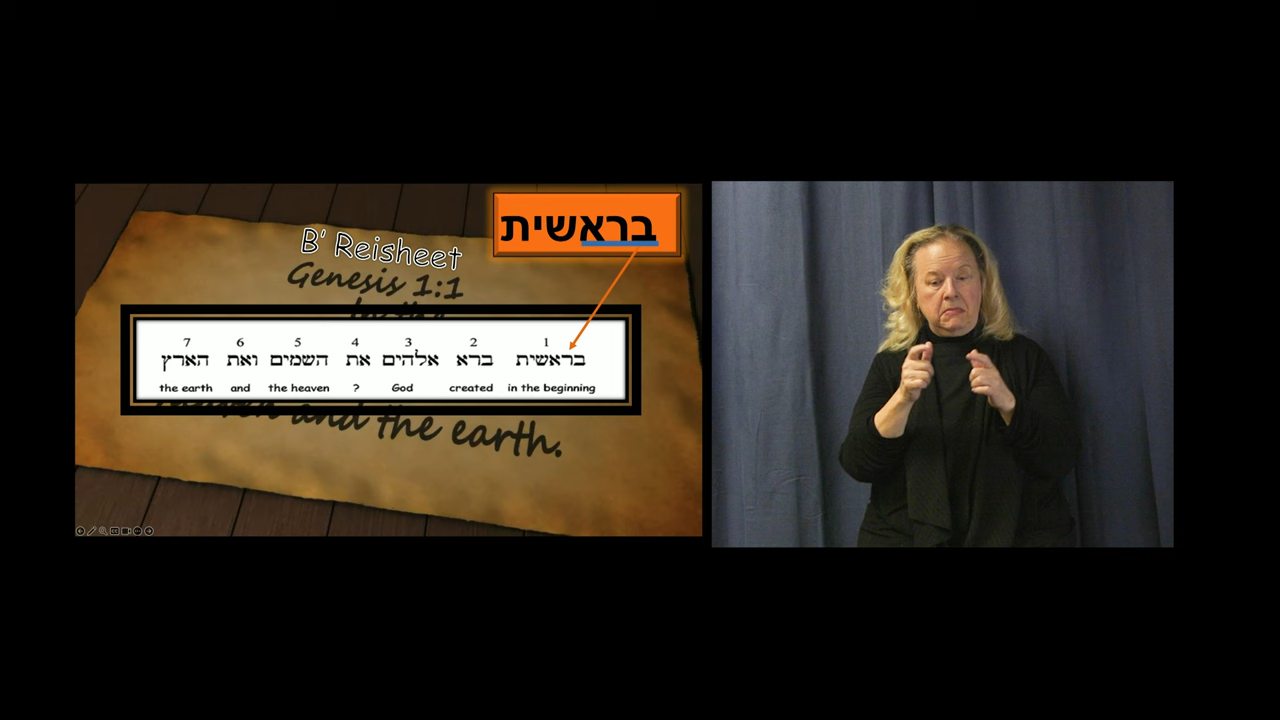 בראשית
B' Reisheet
Genesis 1:1
7 6 5 4 3 2 1
בראשית ברא אלהים את השמים ואת הארץ
the earth and the heaven ? God created in the beginning
and the earth.